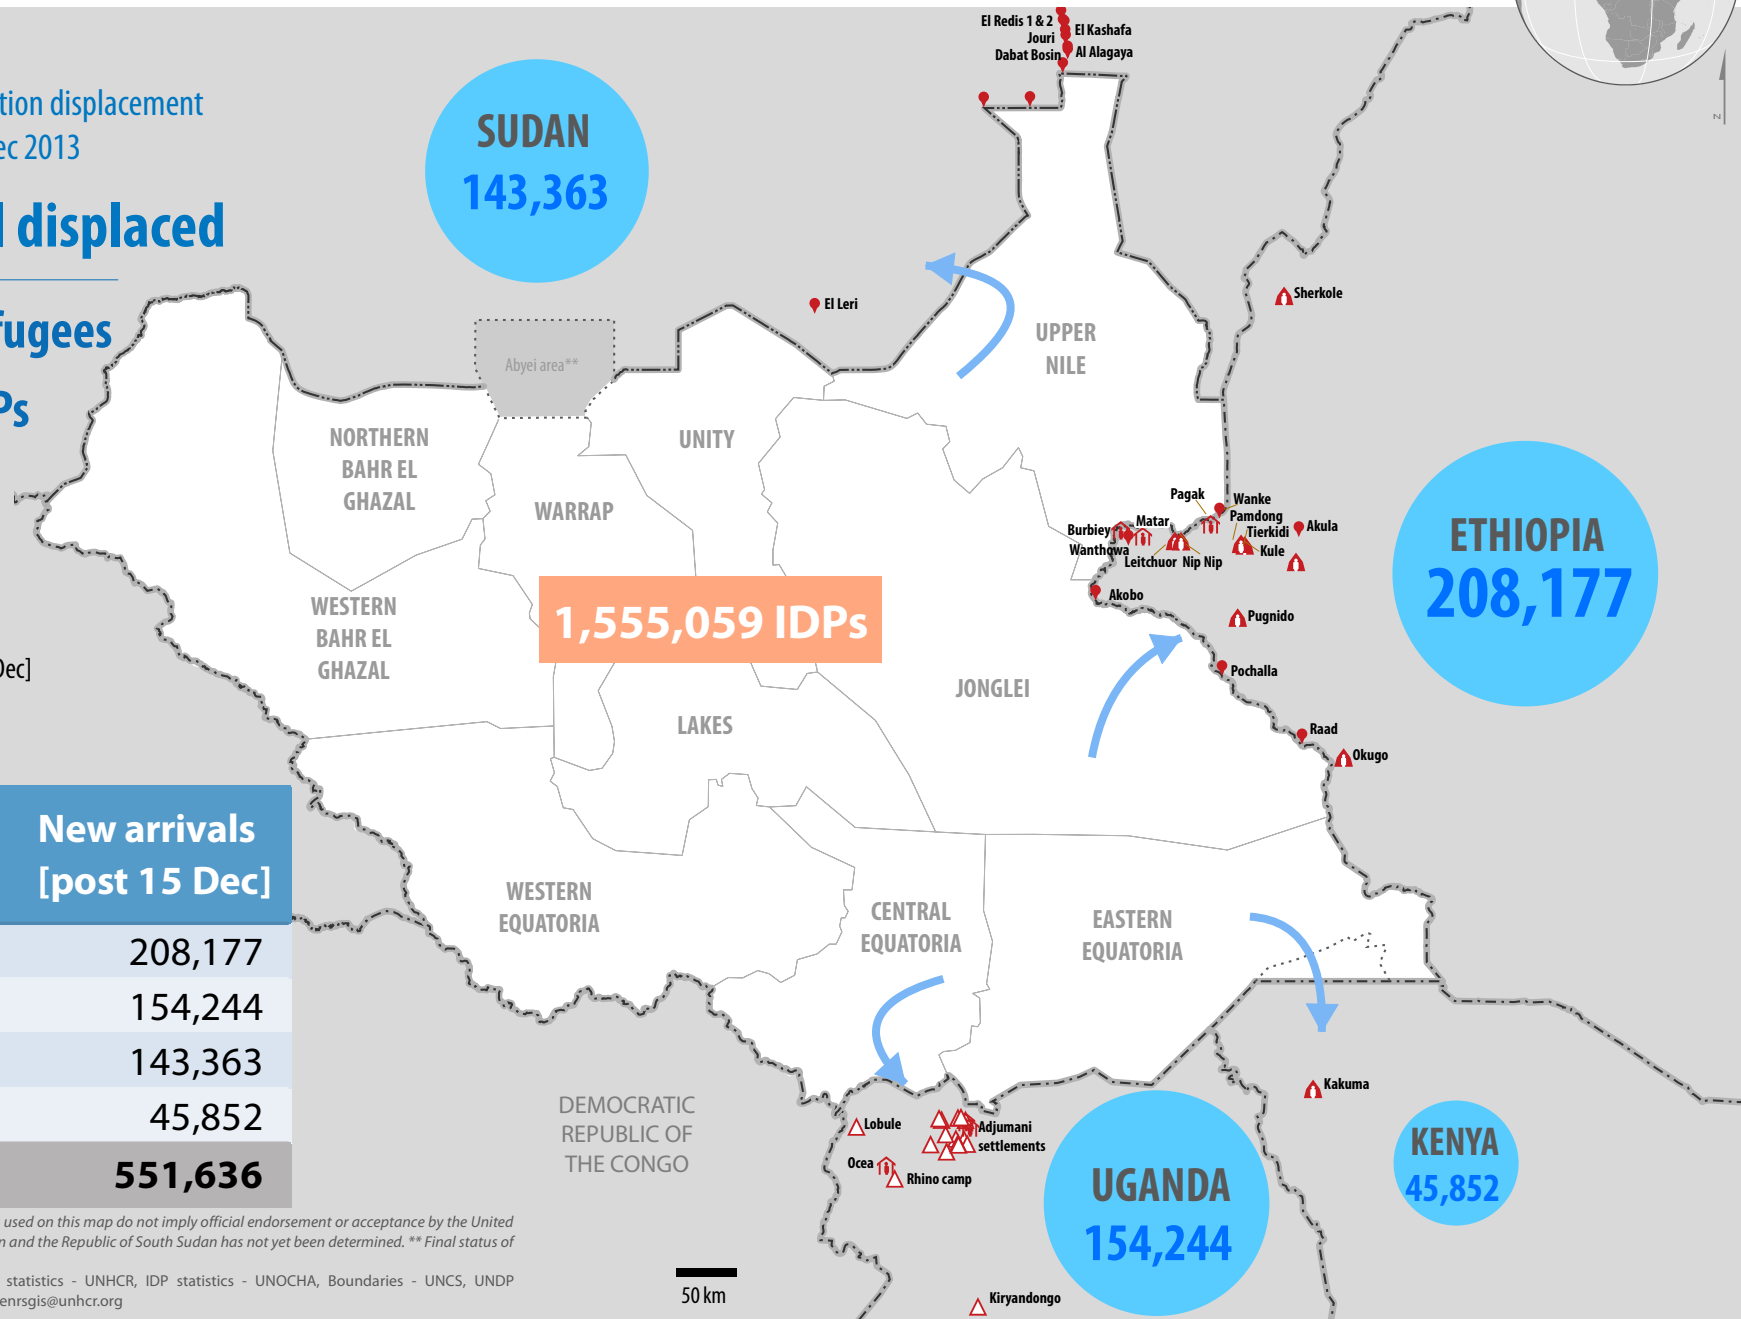 tion displacement
ec 2013
displaced
fugees
Ps
Dec]
New arrivals
[post 15 Dec]
208,177
154,244
143,363
45,852
551,636
used on this map do not imply official endorsement or acceptance by the United
n and the Republic of South Sudan has not yet been determined. ** Final status of
statistics - UNHCR, IDP statistics - UNOCHA, Boundaries - UNCS, UNDP
enrsgis@unhcr.org
SUDAN
143,363
El Redis 1 & 2
El Kashafa
Jouri
Al Alagaya
Dabat Bosin
z
El Leri
Sherkole
Abyei area**
UPPER
NILE
NORTHERN
BAHR EL
GHAZAL
UNITY
WARRAP
WESTERN
BAHR EL
GHAZAL
1,555,059 IDPs
Pagak
Wanke
Pamdong
Tierkidi
Akula
Burbiey
Matar
Kule
Wanthowa
Leitchuor
Nip Nip
Akobo
Pugnido
ETHIOPIA
208,177
Pochalla
JONGLEI
LAKES
Raad
Okugo
WESTERN
EQUATORIA
CENTRAL
EQUATORIA
EASTERN
EQUATORIA
Kakuma
DEMOCRATIC
REPUBLIC OF
THE CONGO
Lobule
Adjumani
settlements
Ocea
Rhino camp
UGANDA
154,244
KENYA
45,852
50 km
Kiryandongo